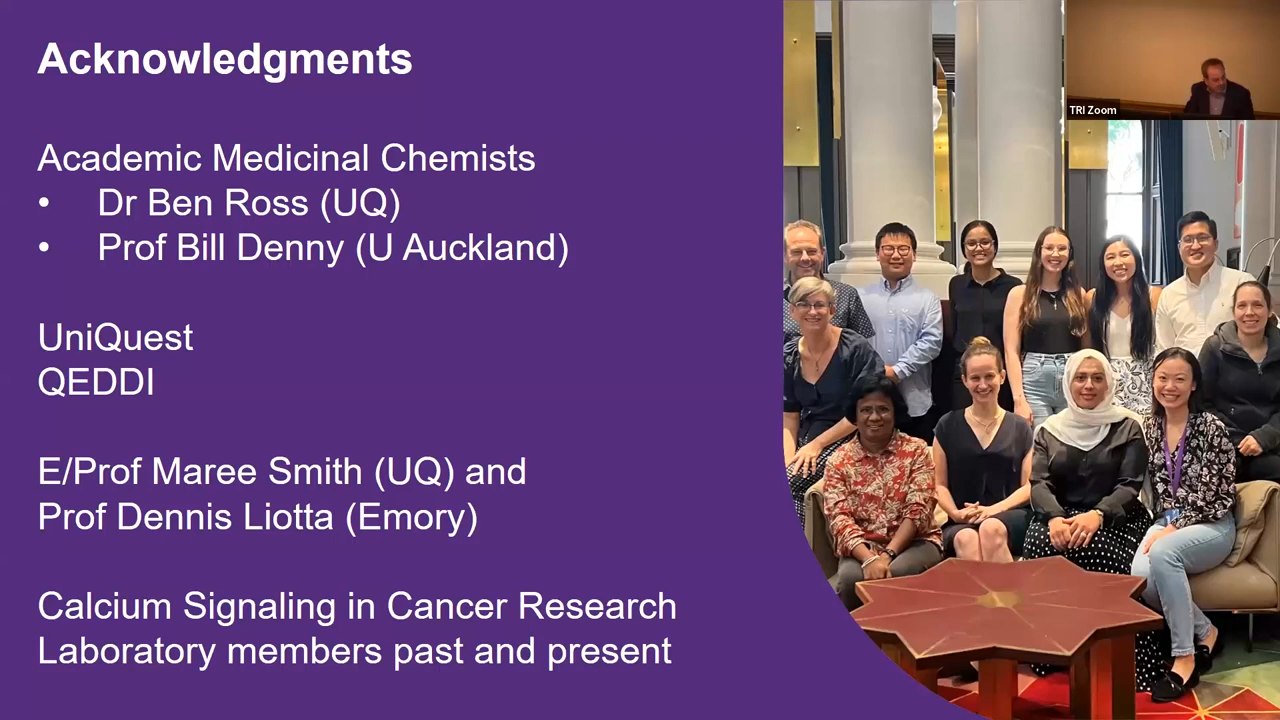 Acknowledgments
Academic Medicinal Chemists
• Dr Ben Ross (UQ)
• Prof Bill Denny (U Auckland)
UniQuest
QEDDI
E/Prof Maree Smith (UQ) and
Prof Dennis Liotta (Emory)
Calcium Signaling in Cancer Research
Laboratory members past and present
TRI Zoom